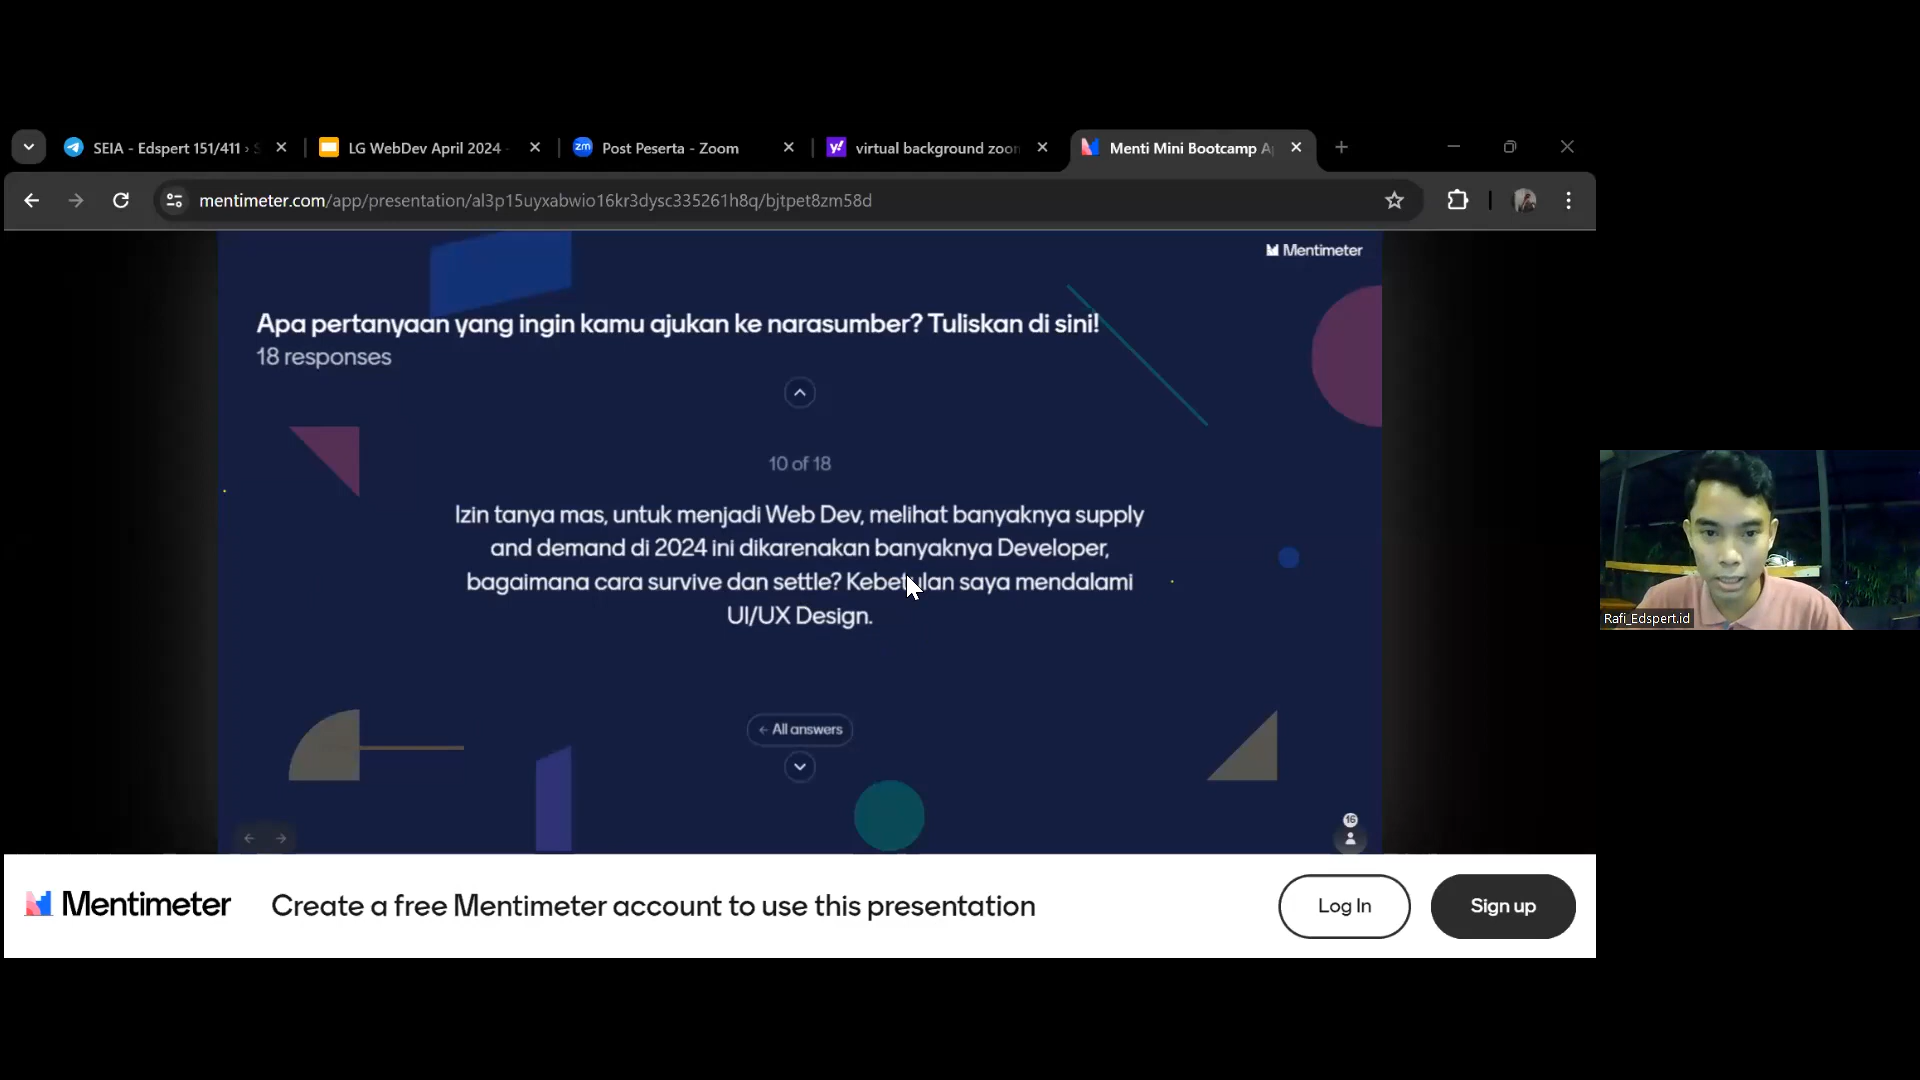 SEIA - Edspert 151/411 ›
LG WebDev April 2024 -
zm
Post Peserta - Zoom
y!
virtual background zoom
Menti Mini Bootcamp A
mentimeter.com/app/presentation/al3p15uyxabwio16kr3dysc335261h8q/bjtpet8zm58d
Mentimeter
Apa pertanyaan yang ingin kamu ajukan ke narasumber? Tuliskan di sini!
18 responses
10 of 18
Izin tanya mas, untuk menjadi Web Dev, melihat banyaknya supply
and demand di 2024 ini dikarenakan banyaknya Developer,
bagaimana cara survive dan settle? Kebetulan saya mendalami
UI/UX Design.
Rafi_Edspert.id
← All answers
16
Mentimeter
Create a free Mentimeter account to use this presentation
Log In
Sign up